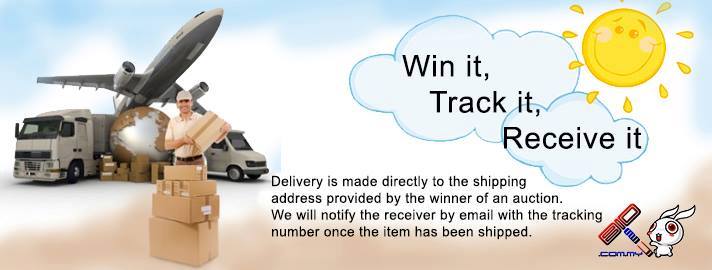 Win it,
Track it,
Receive it
Delivery is made directly to the shipping
address provided by the winner of an auction.
We will notify the receiver by email with the tracking
number once the item has been shipped.
.COM.MY